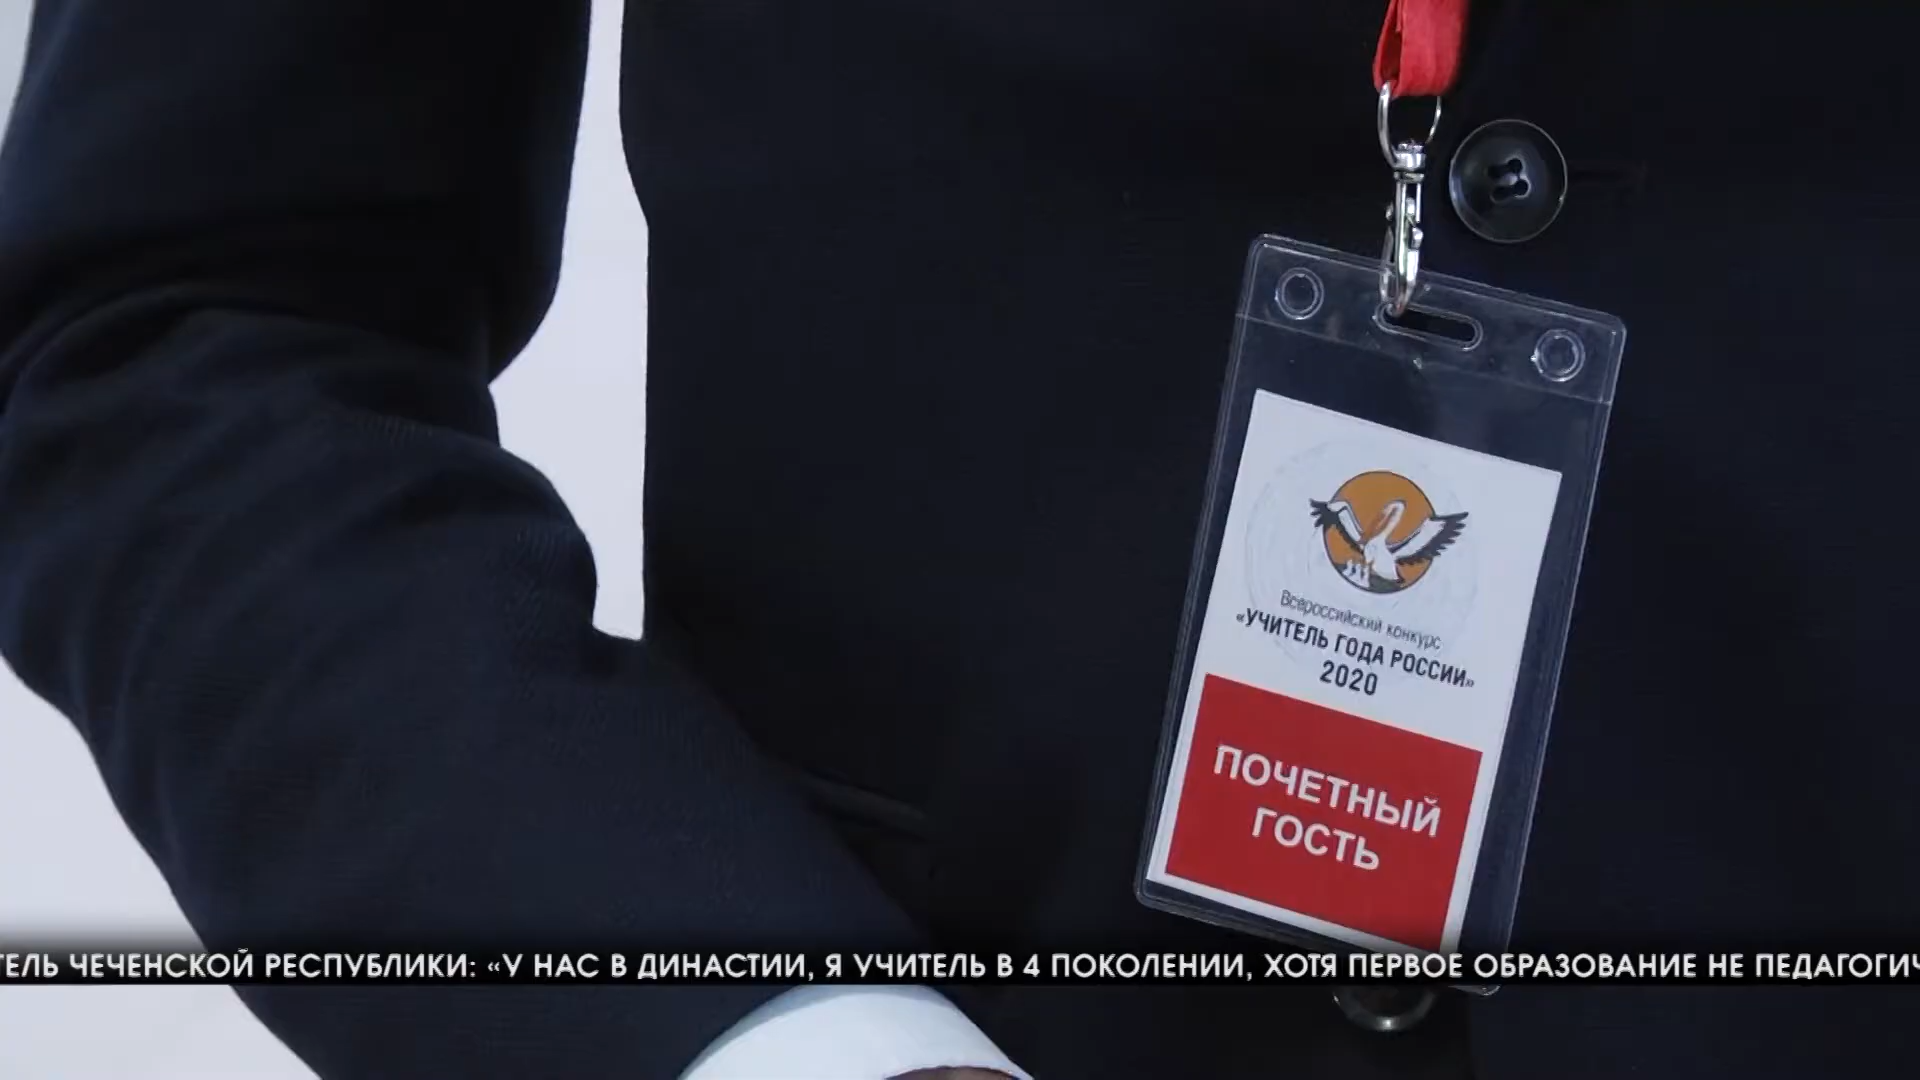 Всероссийский конкурс
«УЧИТЕЛЬ ГОДА РОССИИ»
2020
ПОЧЕТНЫЙ
ГОСТЬ
ТЕЛЬ ЧЕЧЕНСКОЙ РЕСПУБЛИКИ: «У НАС В ДИНАСТИИ, Я УЧИТЕЛЬ В 4 ПОКОЛЕНИИ, ХОТЯ ПЕРВОЕ ОБРАЗОВАНИЕ НЕ ПЕДАГОГИЧ